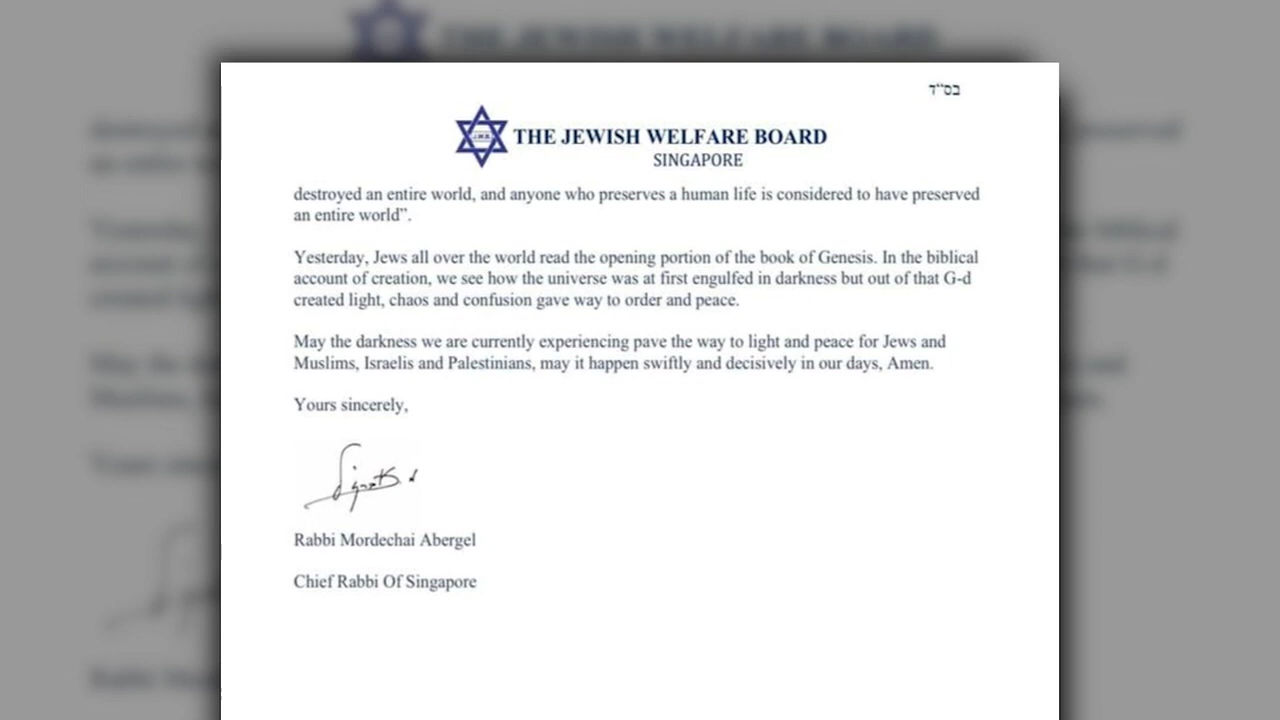 בס"ד
THE JEWISH WELFARE BOARD
SINGAPORE
destroyed an entire world, and anyone who preserves a human life is considered to have preserved
an entire world”.
Yesterday, Jews all over the world read the opening portion of the book of Genesis. In the biblical
account of creation, we see how the universe was at first engulfed in darkness but out of that G-d
created light, chaos and confusion gave way to order and peace.
May the darkness we are currently experiencing pave the way to light and peace for Jews and
Muslims, Israelis and Palestinians, may it happen swiftly and decisively in our days, Amen.
Yours sincerely,
Rabbi Mordechai Abergel
Chief Rabbi Of Singapore